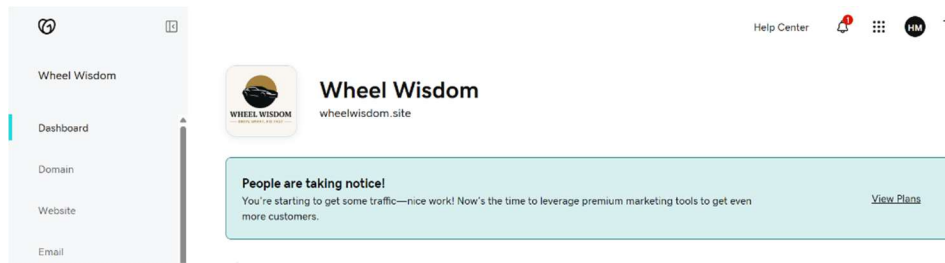 Help Center
1
HM
Wheel Wisdom
Dashboard
Domain
Website
Email
WHEEL WISDOM
Wheel Wisdom
wheelwisdom.site
People are taking notice!
You're starting to get some traffic—nice work! Now's the time to leverage premium marketing tools to get even
more customers.
View Plans